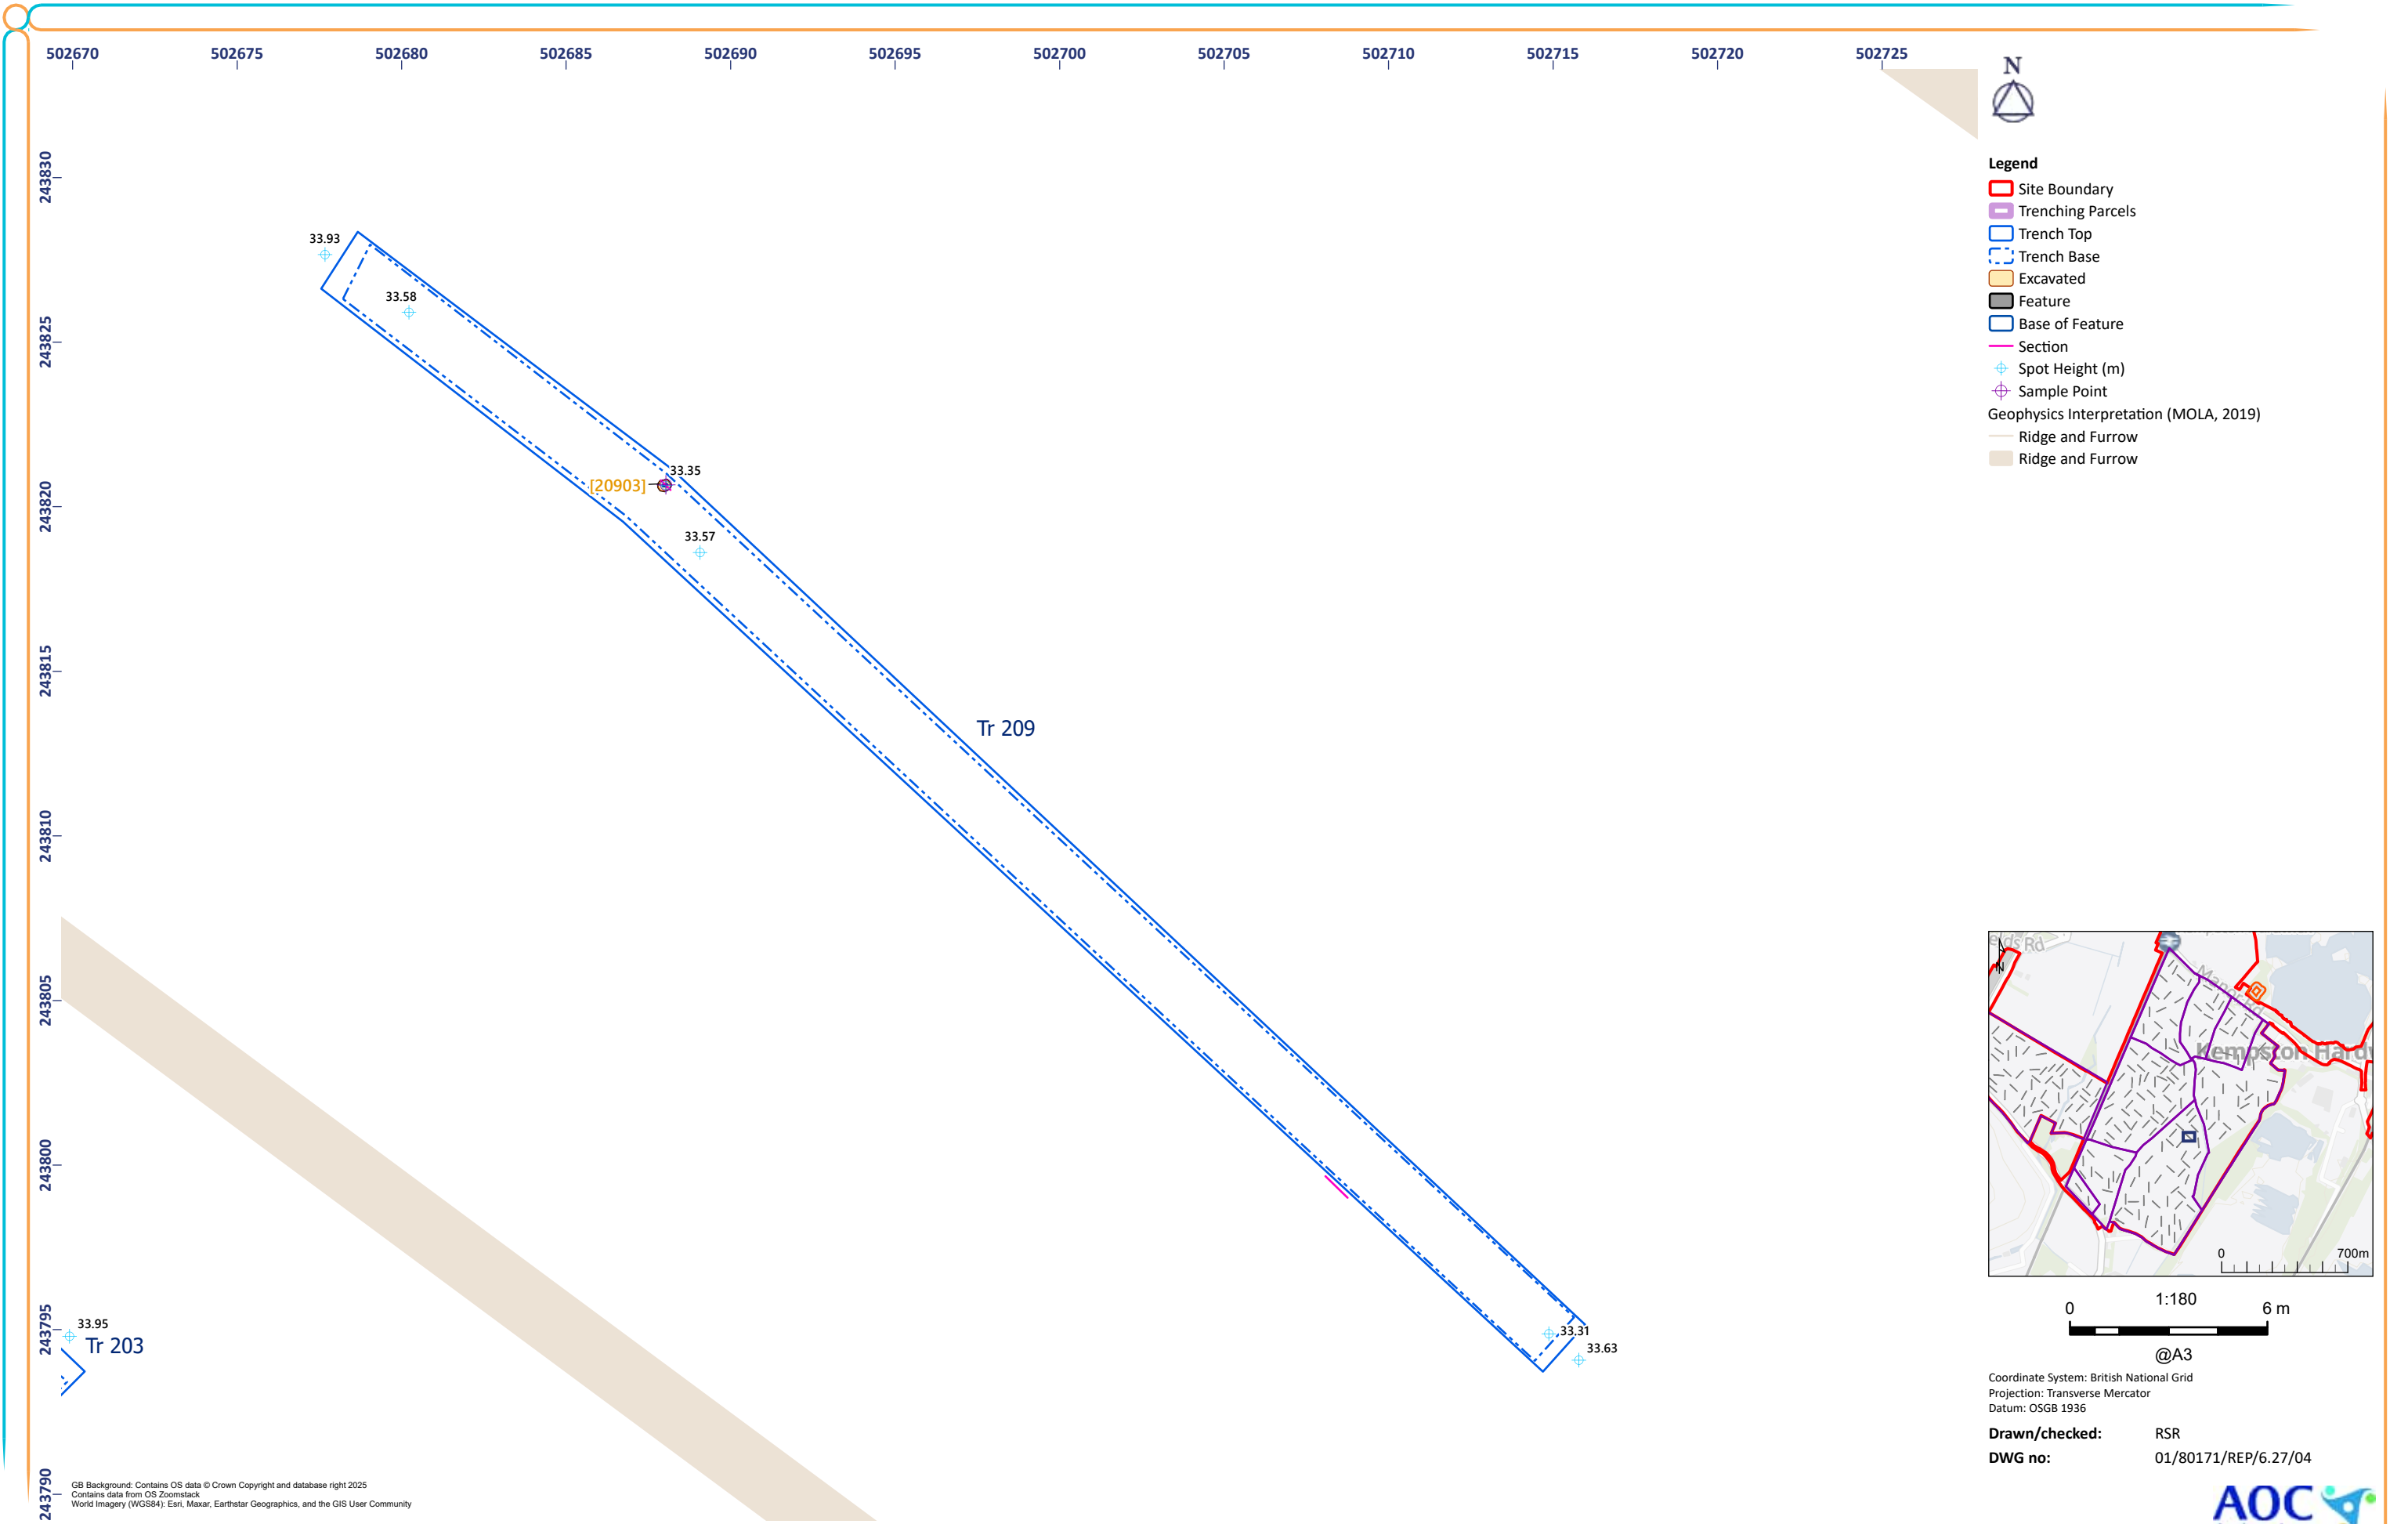 502670 502675 502680 502685 502690 502695 502700 502705 502710 502715 502720 502725
N
243830
243825
243820
243815
243810
243805
243800
243795
243790
33.93
33.58
33.35
[20903]
33.57
Tr 209
33.31
33.63
33.95
Tr 203
Legend
Site Boundary
Trenching Parcels
Trench Top
Trench Base
Excavated
Feature
Base of Feature
Section
Spot Height (m)
Sample Point
Geophysics Interpretation (MOLA, 2019)
Ridge and Furrow
Ridge and Furrow
N
Kempston Hard
0 700m
1:180
0 6 m
@A3
Coordinate System: British National Grid
Projection: Transverse Mercator
Datum: OSGB 1936
Drawn/checked: RSR
DWG no: 01/80171/REP/6.27/04
AOC
GB Background: Contains OS data © Crown Copyright and database right 2025
Contains data from OS Zoomstack
World Imagery (WGS84): Esri, Maxar, Earthstar Geographics, and the GIS User Community